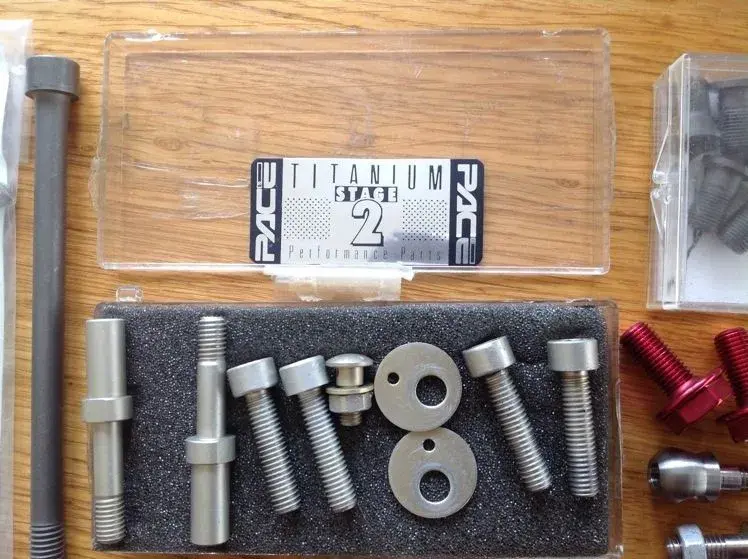 PACE
TITANIUM
STAGE
2
Performance Parts
PACE